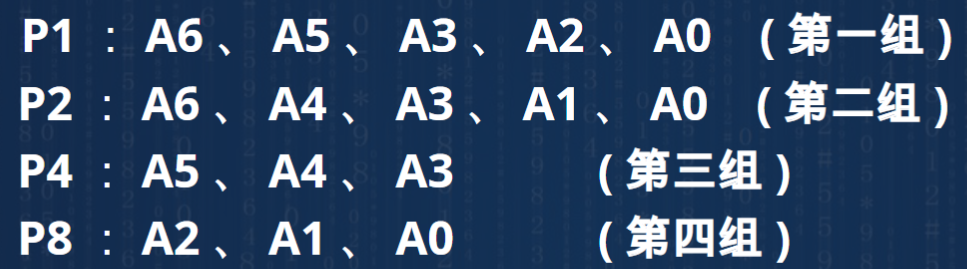 P1：A6、A5、A3、A2、A0 （第一组）
P2：A6、A4、A3、A1、A0 （第二组）
P4：A5、A4、A3 （第三组）
P8：A2、A1、A0 （第四组）